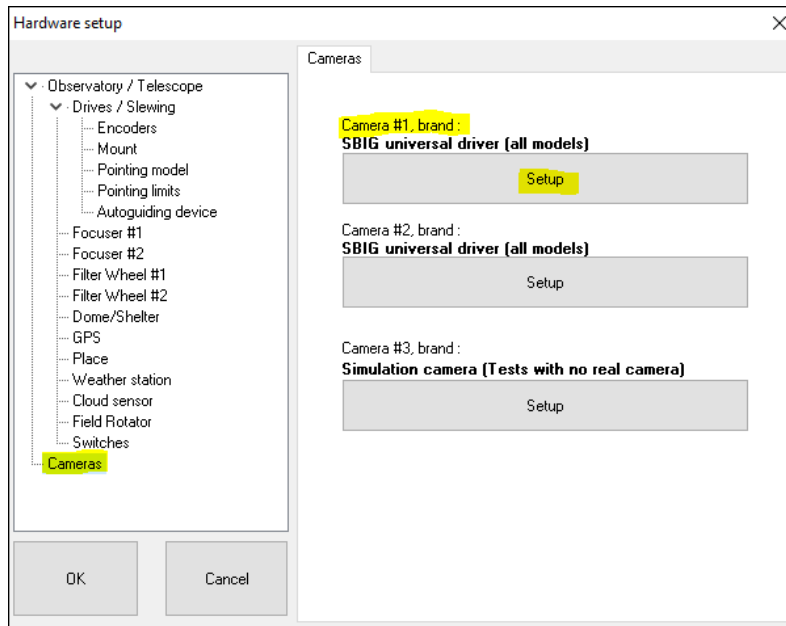 Hardware setup
Observatory / Telescope
Drives / Slewing
Encoders
Mount
Pointing model
Pointing limits
Autoguiding device
Focuser #1
Focuser #2
Filter Wheel #1
Filter Wheel #2
Dome/Shelter
GPS
Place
Weather station
Cloud sensor
Field Rotator
Switches
Cameras
OK
Cancel
Cameras
Camera #1, brand :
SBIG universal driver (all models)
Setup
Camera #2, brand :
SBIG universal driver (all models)
Setup
Camera #3, brand :
Simulation camera (Tests with no real camera)
Setup